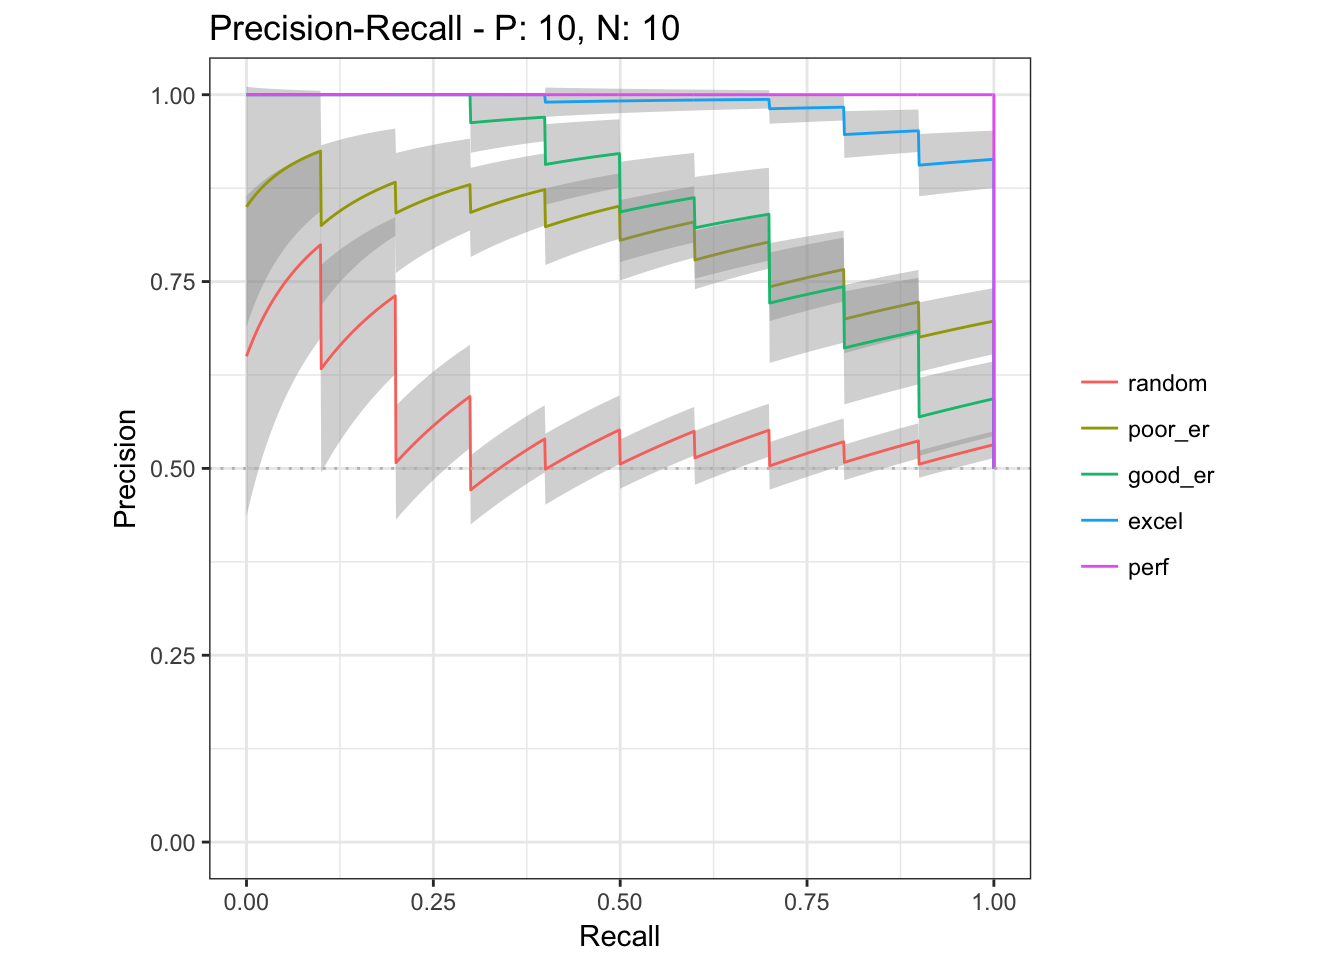 Precision-Recall - P: 10, N: 10
Precision
1.00
0.75
0.50
0.25
0.00
0.00 0.25 0.50 0.75 1.00
Recall
random
poor_er
good_er
excel
perf